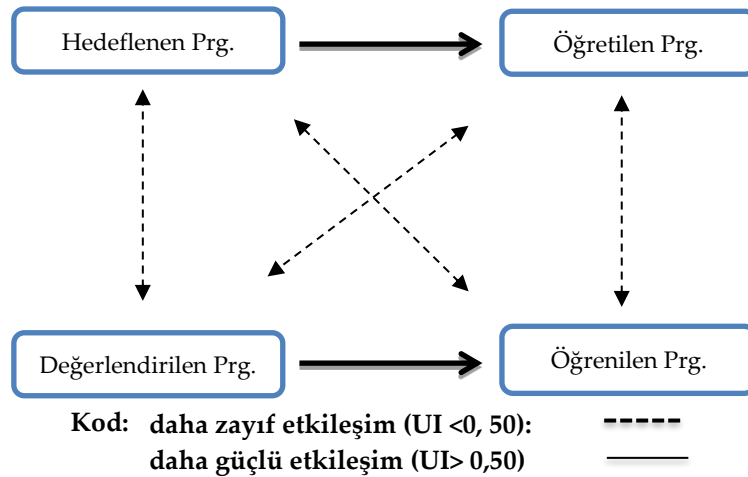 Hedeflenen Prg.
Öğretilen Prg.
Değerlendirilen Prg.
Öğrenilen Prg.
Kod: daha zayıf etkileşim (UI <0, 50):
daha güçlü etkileşim (UI> 0,50)